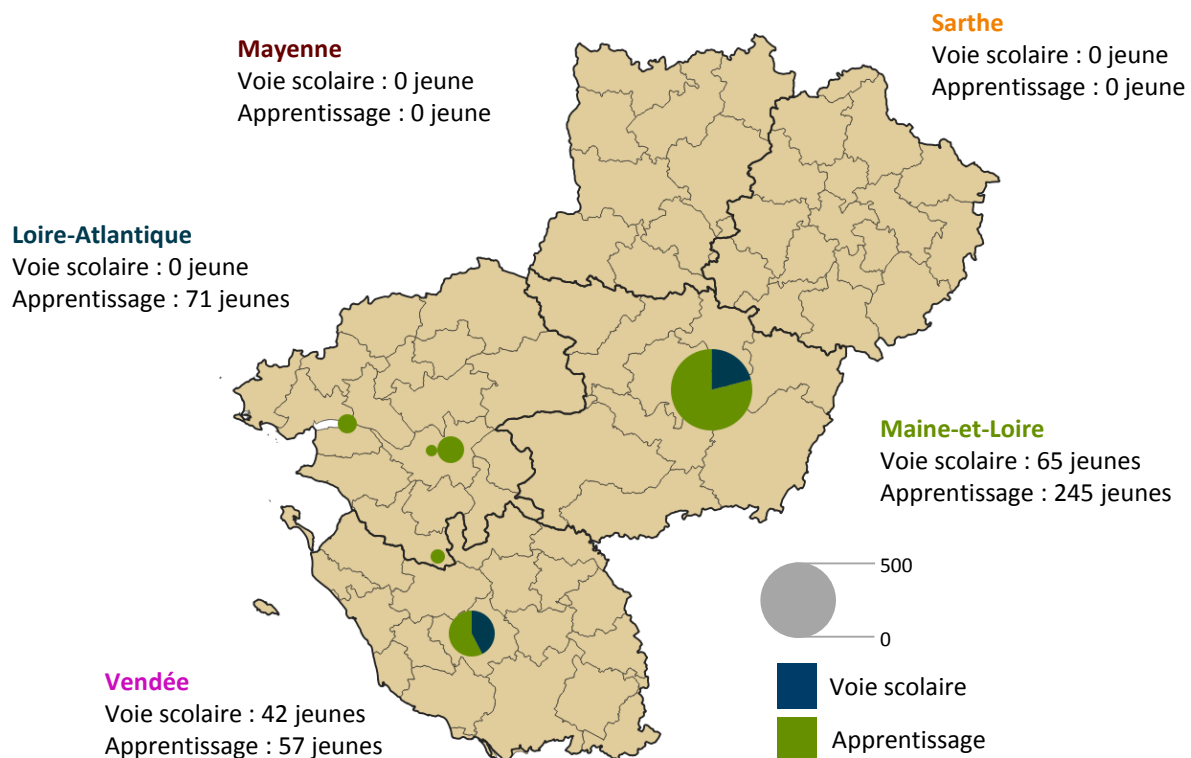 Mayenne
Voie scolaire : 0 jeune
Apprentissage : 0 jeune
Sarthe
Voie scolaire : 0 jeune
Apprentissage : 0 jeune
Loire-Atlantique
Voie scolaire : 0 jeune
Apprentissage : 71 jeunes
Maine-et-Loire
Voie scolaire : 65 jeunes
Apprentissage : 245 jeunes
500
0
Vendée
Voie scolaire : 42 jeunes
Apprentissage : 57 jeunes
Voie scolaire
Apprentissage